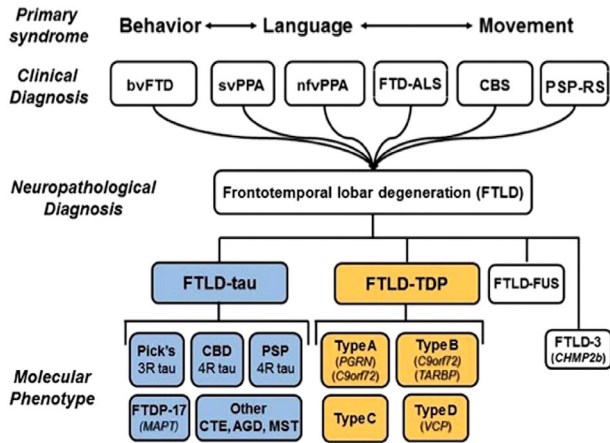 Primary syndrome
Behavior Language Movement
Clinical Diagnosis
bvFTD svPPA nfvPPA FTD-ALS CBS PSP-RS
Neuropathological Diagnosis
Frontotemporal lobar degeneration (FTLD)
FTLD-tau FTLD-TDP FTLD-FUS
FTLD-3
(CHMP2b)
Molecular Phenotype
Pick's
3R tau
CBD
4R tau
PSP
4R tau
FTDP-17
(MAPT)
Other
CTE, AGD, MST
Type A
(PGRN)
(C9orf72)
Type B
(C9orf72)
(TARBP)
Type C
Type D
(VCP)